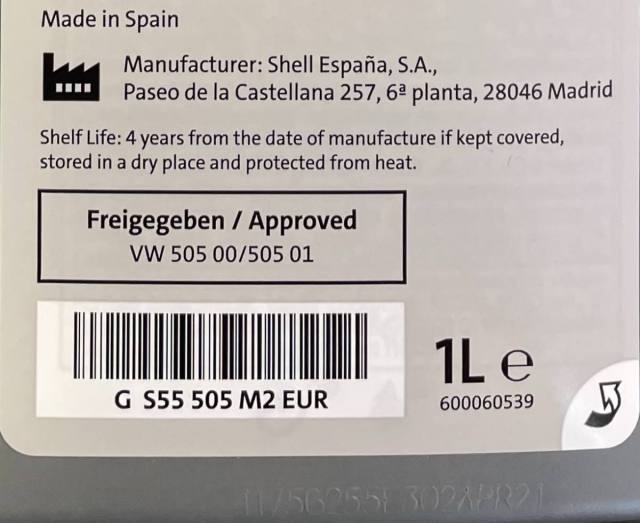 Made in Spain
Manufacturer: Shell España, S.A.,
Paseo de la Castellana 257, 6ª planta, 28046 Madrid
Shelf Life: 4 years from the date of manufacture if kept covered,
stored in a dry place and protected from heat.
Freigegeben / Approved
VW 505 00/505 01
G S55 505 M2 EUR
1L e
600060539